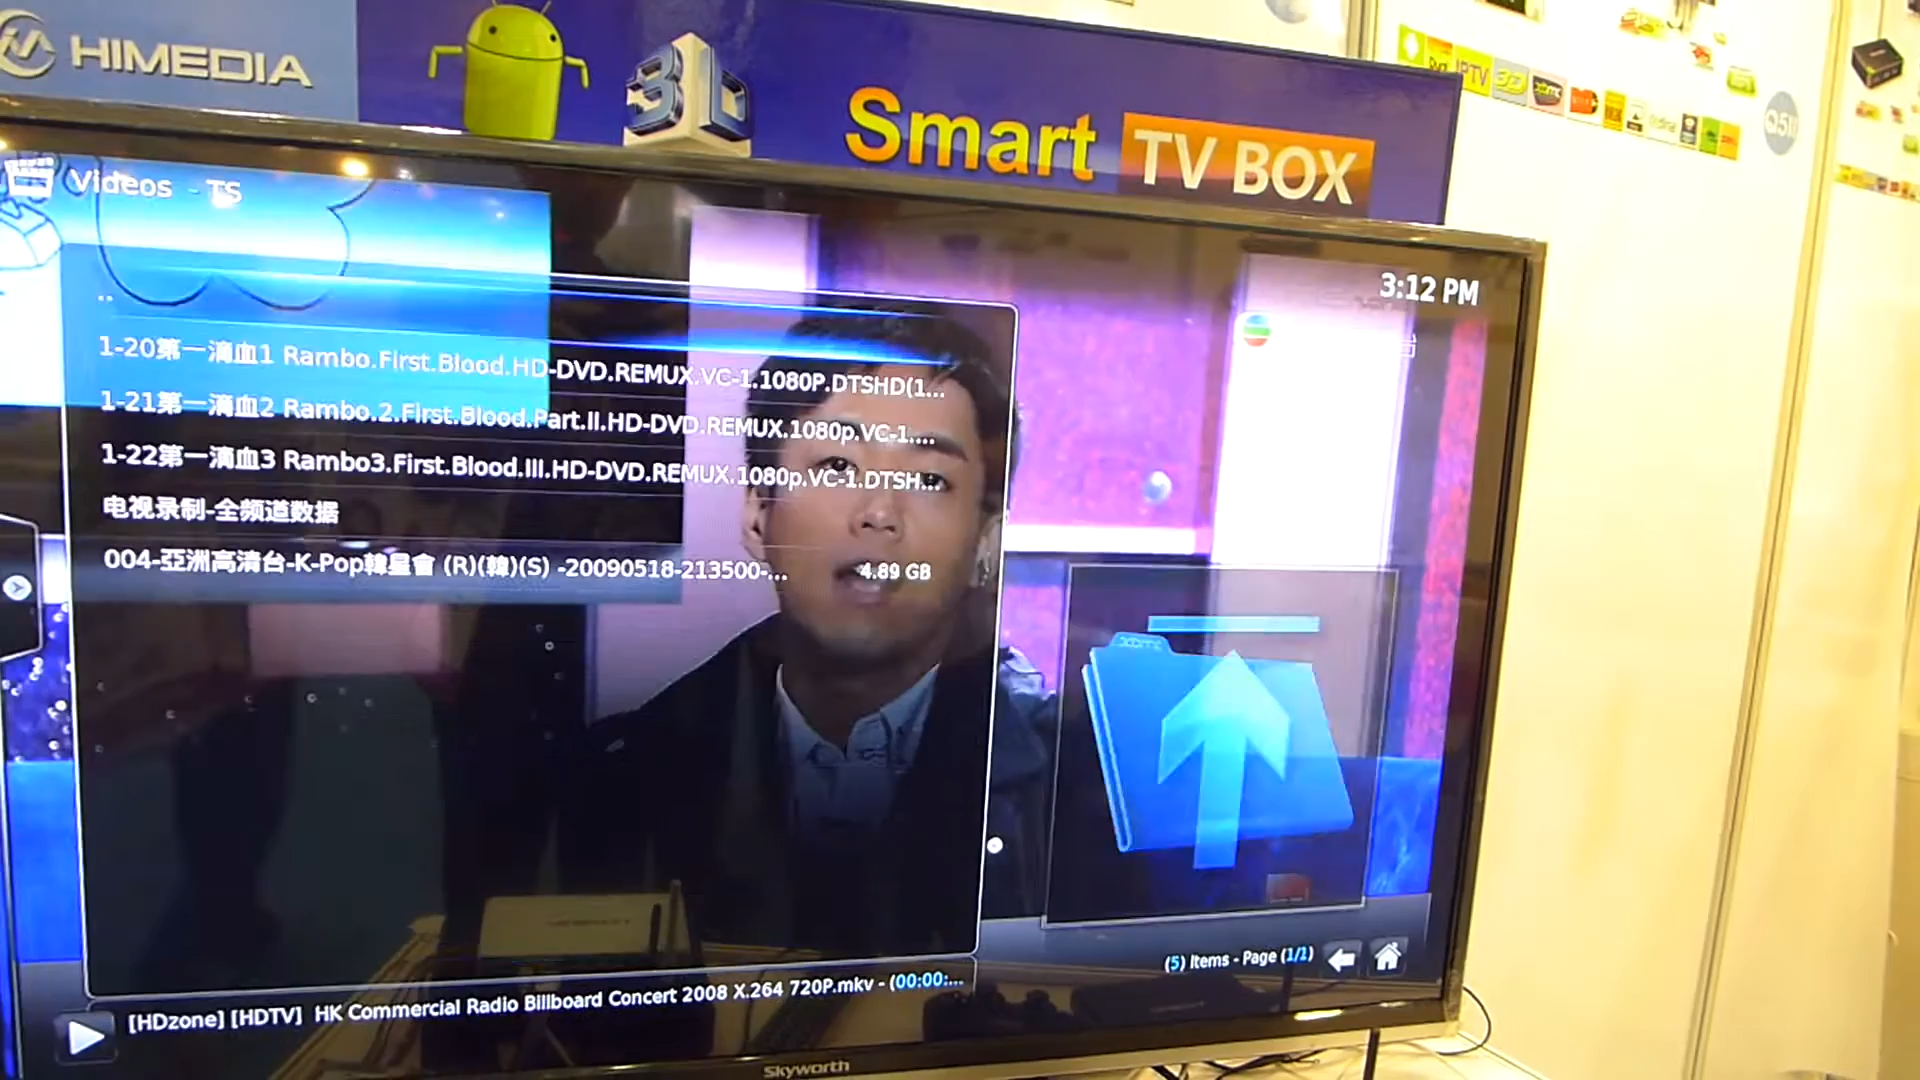 HIMEDIA
3D
Smart TV BOX
IPTV
3D
xbmc
Q5II
Videos - TS
3:12 PM
..
1-20第一滴血1 Rambo.First.Blood.HD-DVD.REMUX.VC-1.1080P.DTSHD(1...
1-21第一滴血2 Rambo.2.First.Blood.Part.II.HD-DVD.REMUX.1080p.VC-1....
1-22第一滴血3 Rambo3.First.Blood.III.HD-DVD.REMUX.1080p.VC-1.DTSH...
电视录制-全频道数据
004-亞洲高清台-K-Pop韓星會 (R)(韓)(S) -20090518-213500-... 4.89 GB
xbmc
(5) Items - Page (1/1)
[HDzone] [HDTV] HK Commercial Radio Billboard Concert 2008 X.264 720P.mkv - (00:00:...
Skyworth